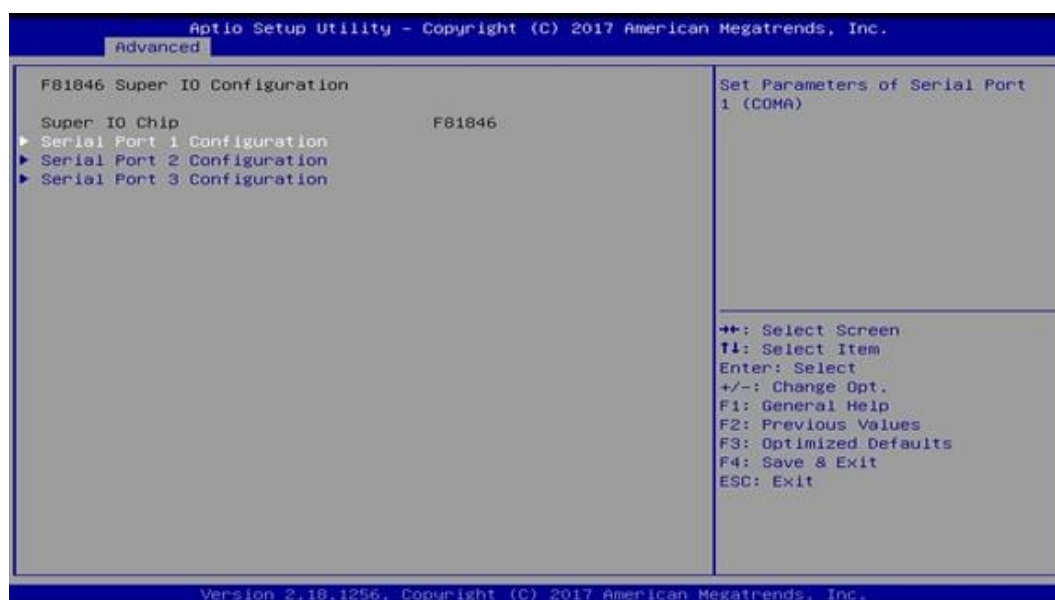 Aptio Setup Utility – Copyright (C) 2017 American Megatrends, Inc.
Advanced
F81846 Super IO Configuration
Super IO Chip F81846
Serial Port 1 Configuration
Serial Port 2 Configuration
Serial Port 3 Configuration
Set Parameters of Serial Port
1 (COMA)
→←: Select Screen
↑↓: Select Item
Enter: Select
+/-: Change Opt.
F1: General Help
F2: Previous Values
F3: Optimized Defaults
F4: Save & Exit
ESC: Exit
Version 2.18.1256. Copyright (C) 2017 American Megatrends, Inc.